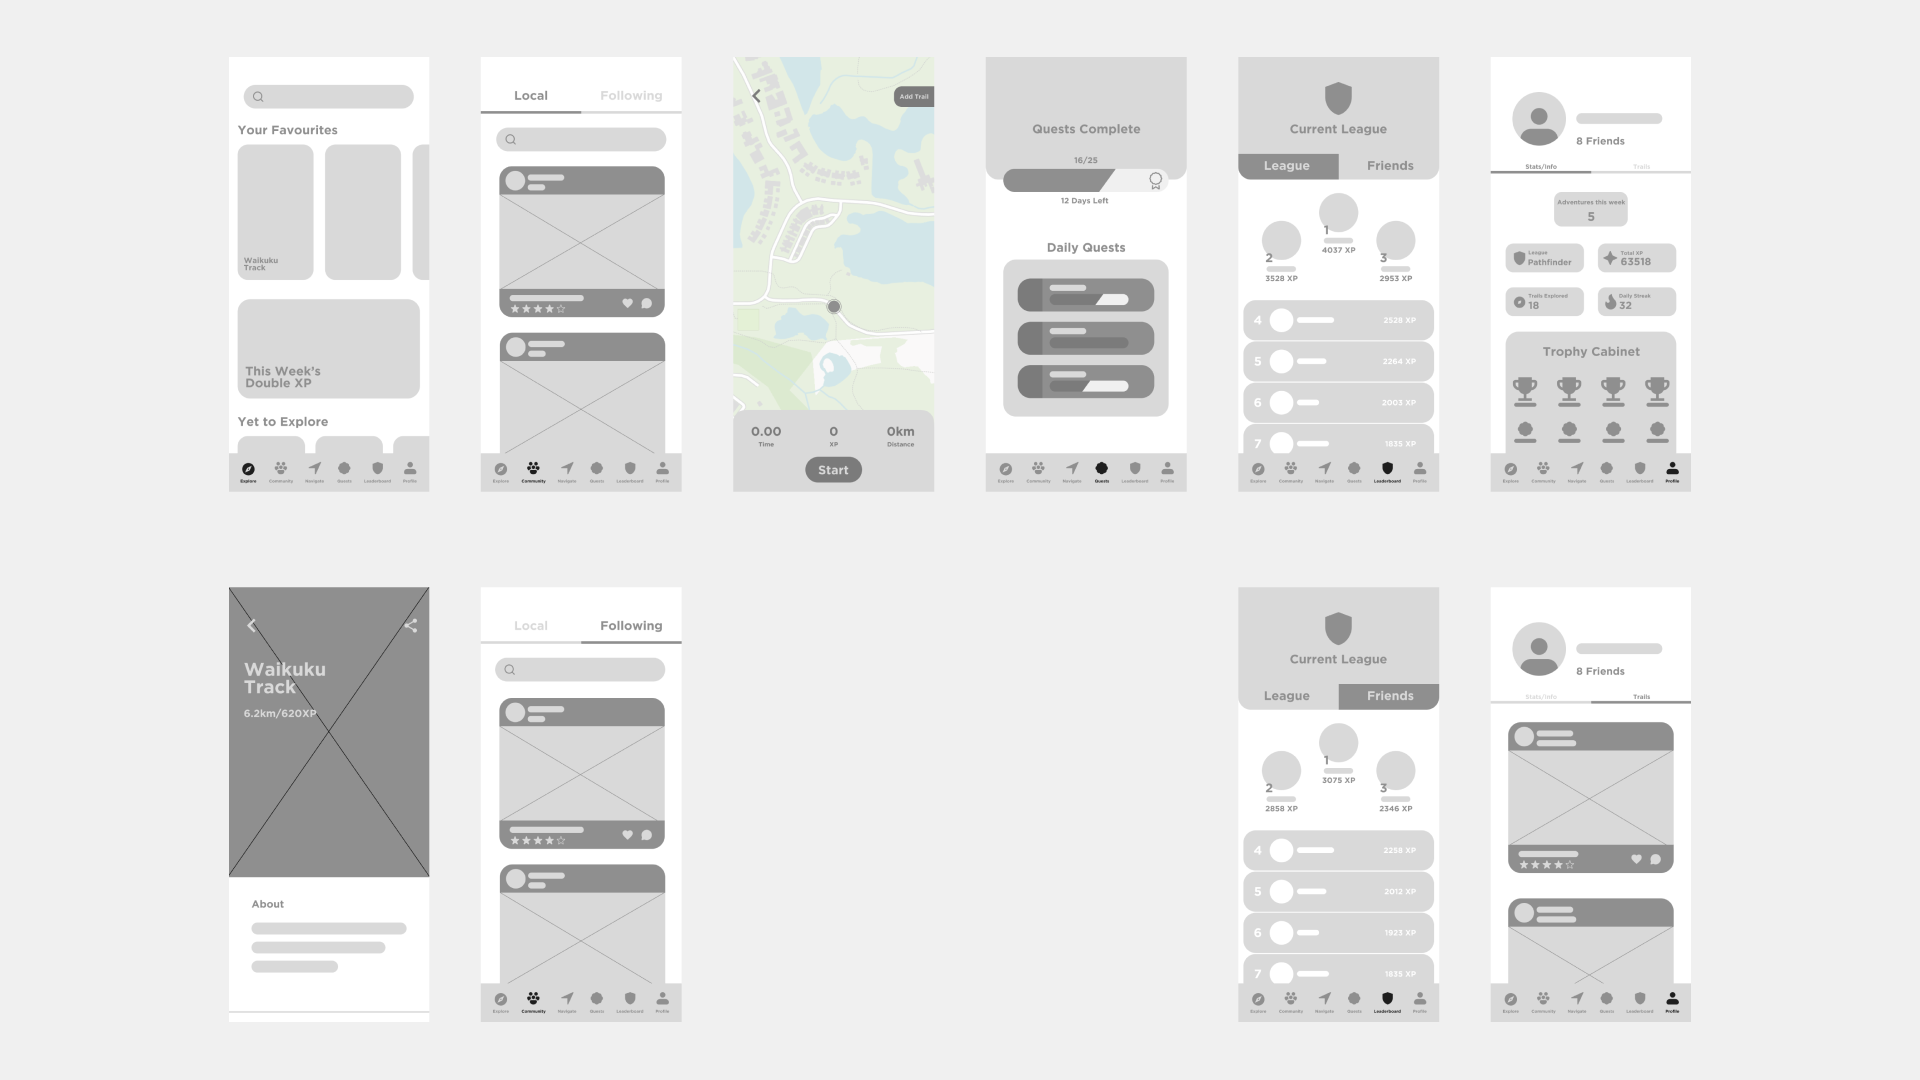 Your Favourites
Waikuku
Track
This Week's
Double XP
Yet to Explore
Explore Community Navigate Quests Leaderboard Profile
Local Following
Explore Community Navigate Quests Leaderboard Profile
Add Trail
0.00 0 0km
Time XP Distance
Start
Quests Complete
16/25
12 Days Left
Daily Quests
Explore Community Navigate Quests Leaderboard Profile
Current League
League Friends
1
4037 XP
2 3
3528 XP 2953 XP
4 2528 XP
5 2264 XP
6 2003 XP
7 1835 XP
Explore Community Navigate Quests Leaderboard Profile
8 Friends
Stats/Info Trails
Adventures this week
5
League Total XP
Pathfinder 63518
Trails Explored Daily Streak
18 32
Trophy Cabinet
Explore Community Navigate Quests Leaderboard Profile
Waikuku
Track
6.2km/620XP
About
Local Following
Explore Community Navigate Quests Leaderboard Profile
Current League
League Friends
1
3075 XP
2 3
2858 XP 2346 XP
4 2258 XP
5 2012 XP
6 1923 XP
7 1835 XP
Explore Community Navigate Quests Leaderboard Profile
8 Friends
Stats/Info Trails
Explore Community Navigate Quests Leaderboard Profile